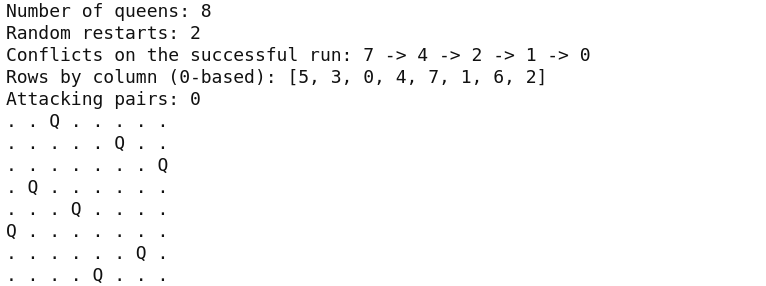 Number of queens: 8
Random restarts: 2
Conflicts on the successful run: 7 -> 4 -> 2 -> 1 -> 0
Rows by column (0-based): [5, 3, 0, 4, 7, 1, 6, 2]
Attacking pairs: 0
. . Q . . . . .
. . . . . Q . .
. . . . . . . Q
. Q . . . . . .
. . . Q . . . .
Q . . . . . . .
. . . . . . Q .
. . . . Q . . .